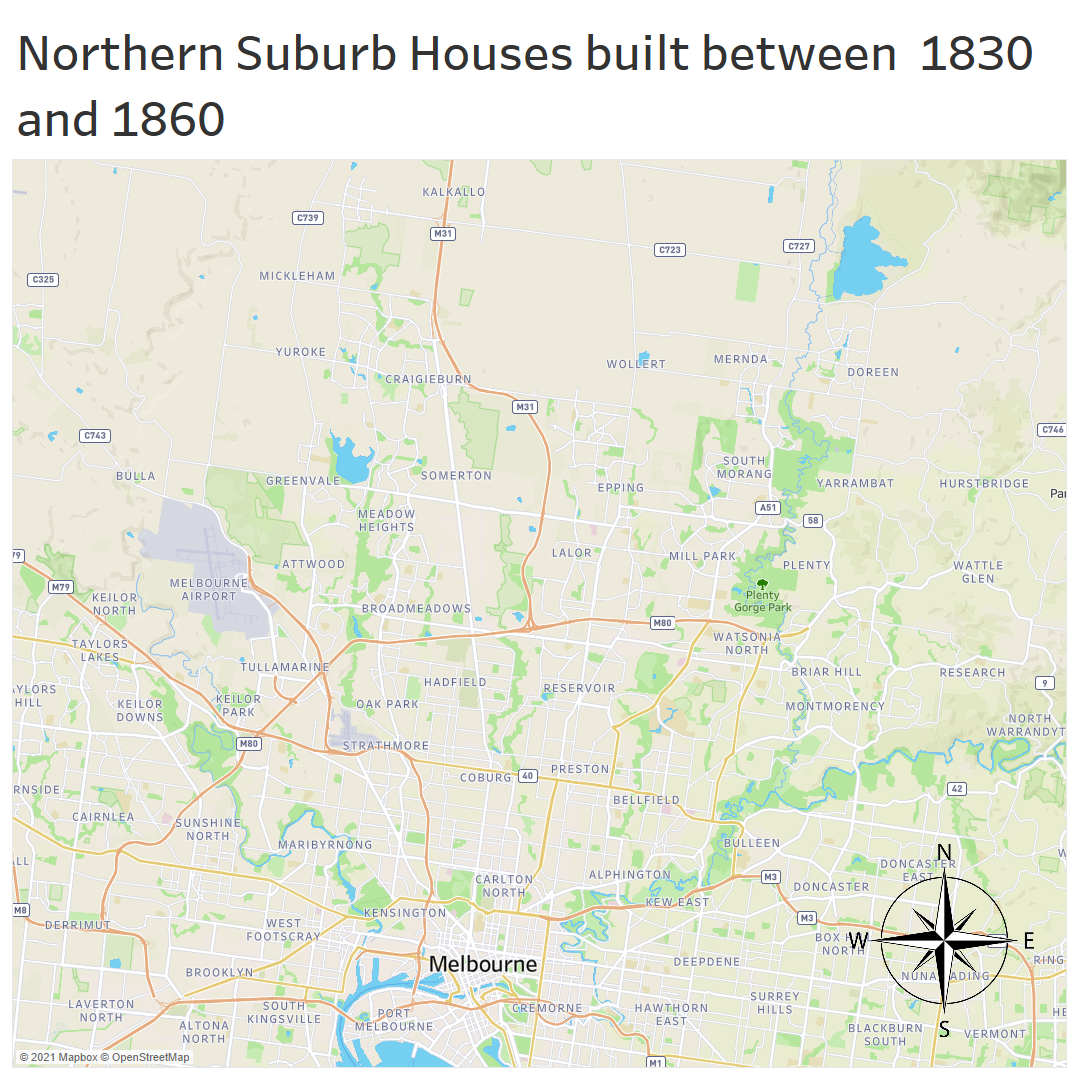 Northern Suburb Houses built between 1830
and 1860
KALKALLO
C739
M31
C723
C727
C325
MICKLEHAM
YUROKE
WOLLERT
MERNDA
CRAIGIEBURN
DOREEN
M31
C743
C746
BULLA
GREENVALE
SOMERTON
EPPING
SOUTH
MORANG
YARRAMBAT
HURSTBRIDGE
Par
A51
58
MEADOW
HEIGHTS
79
LALOR
MILL PARK
PLENTY
ATTWOOD
WATTLE
GLEN
M79
MELBOURNE
AIRPORT
KEILOR
NORTH
Plenty
Gorge Park
BROADMEADOWS
M80
TAYLORS
LAKES
WATSONIA
NORTH
TULLAMARINE
BRIAR HILL
RESEARCH
HADFIELD
RESERVOIR
9
AYLORS
HILL
KEILOR
DOWNS
KEILOR
PARK
OAK PARK
MONTMORENCY
NORTH
WARRANDYT
M80
STRATHMORE
COBURG
40
PRESTON
RNSIDE
42
BELLFIELD
CAIRNLEA
SUNSHINE
NORTH
MARIBYRNONG
BULLEEN
N
ALL
W
DONCASTER
EAST
CARLTON
NORTH
ALPHINGTON
M3
DONCASTER
KEW EAST
M8
KENSINGTON
M3
DERRIMUT
WEST
FOOTSCRAY
BOX H
NORTH
W
E
Melbourne
DEEPDENE
RING
BROOKLYN
NUNAWADING
LAVERTON
NORTH
SOUTH
KINGSVILLE
PORT
MELBOURNE
CREMORNE
HAWTHORN
EAST
SURREY
HILLS
HE
ALTONA
NORTH
BLACKBURN
SOUTH
S
VERMONT
© 2021 Mapbox © OpenStreetMap
M1